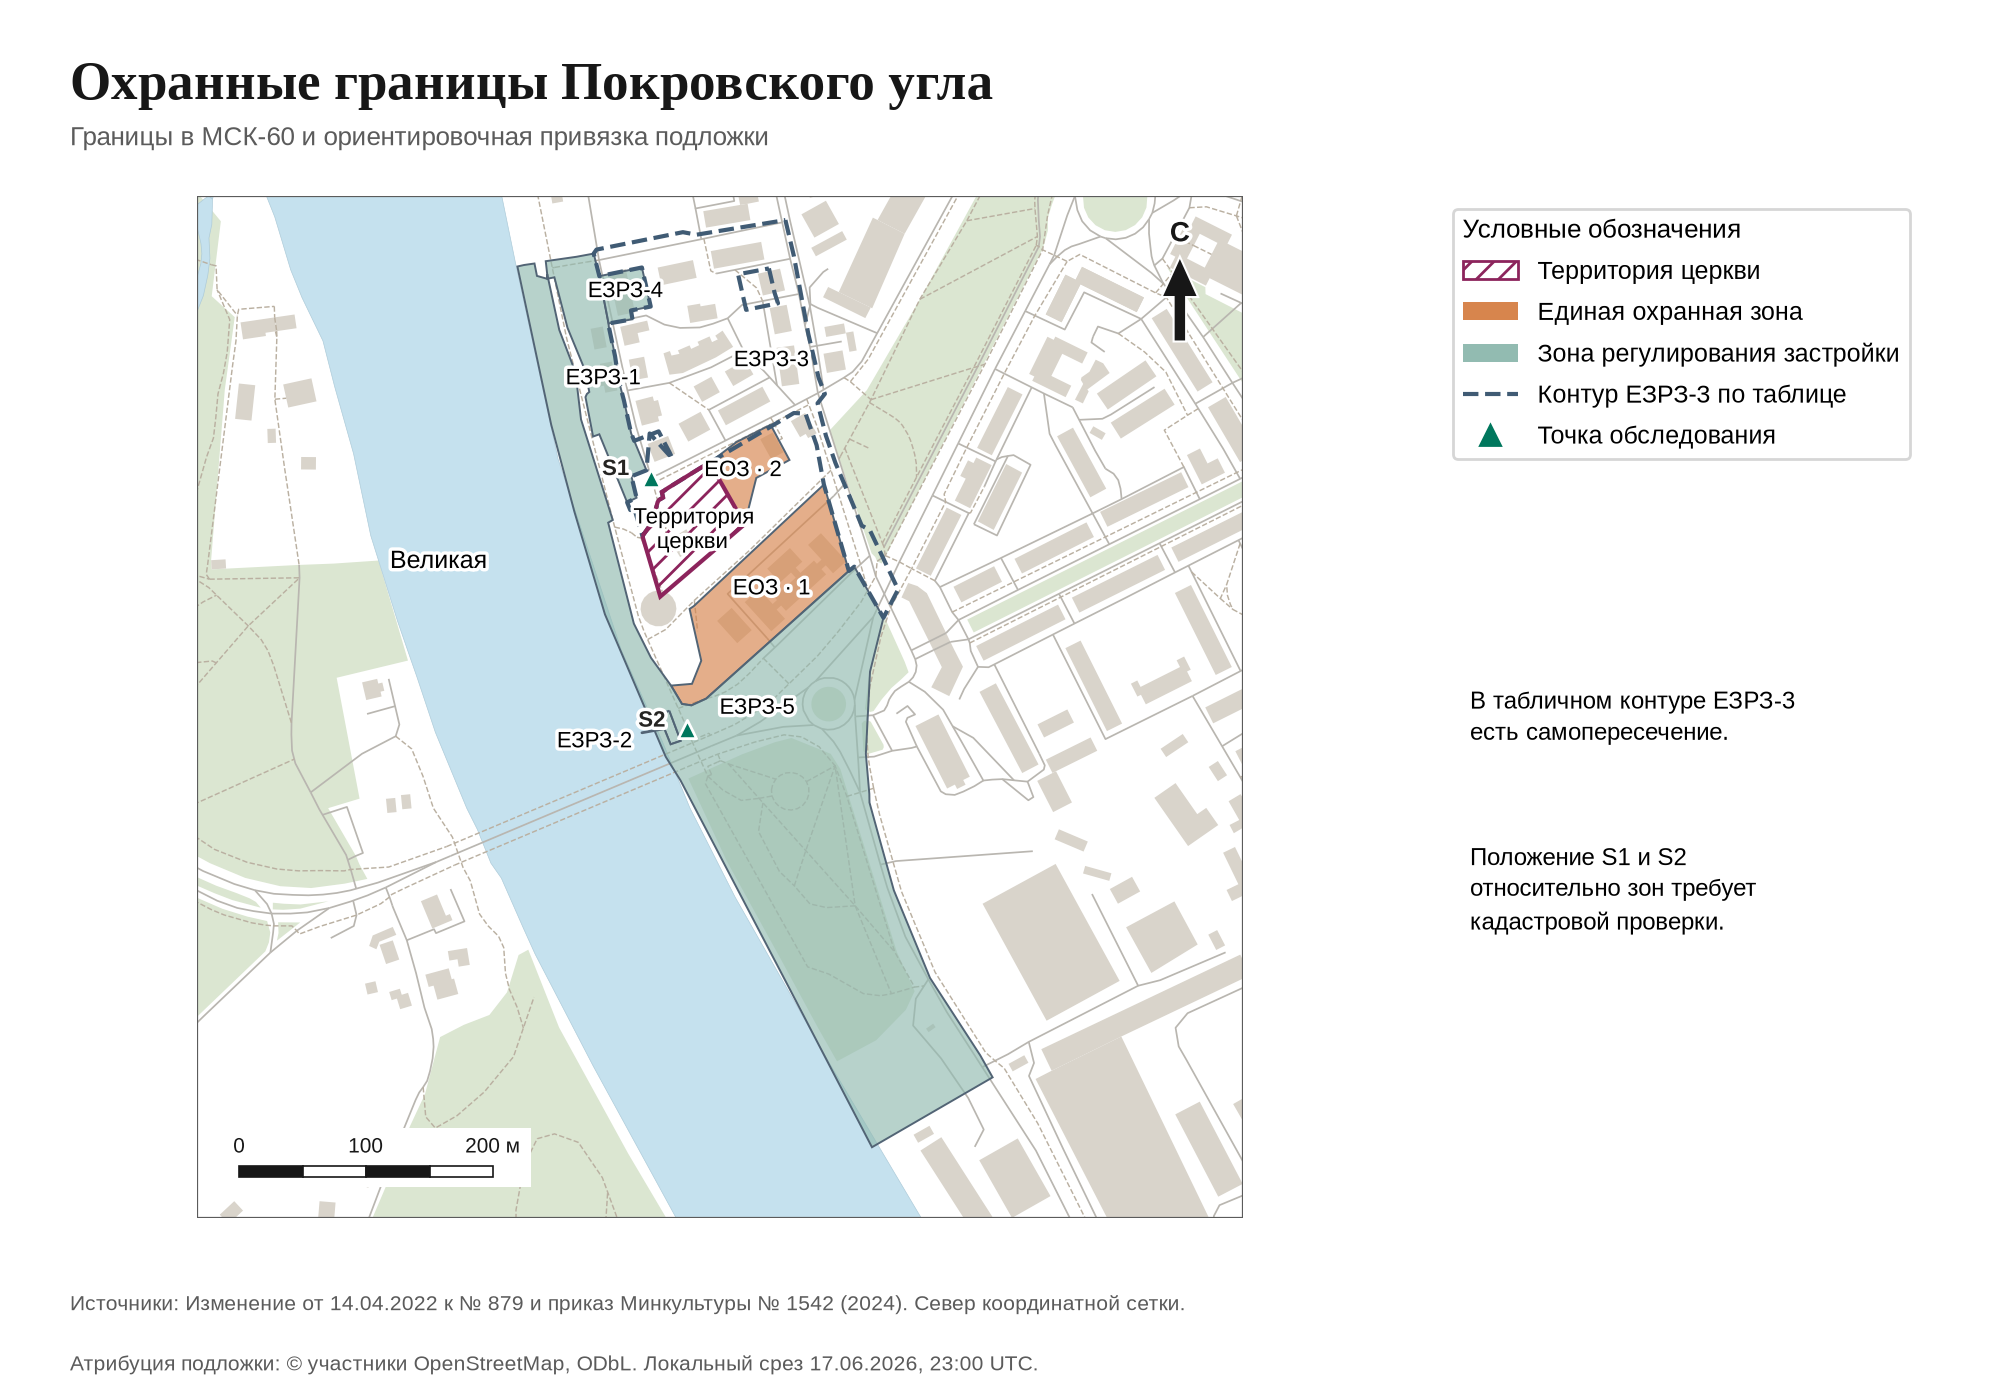 Охранные границы Покровского угла
Границы в МСК-60 и ориентировочная привязка подложки
С
ЕЗРЗ-4
ЕЗРЗ-3
ЕЗРЗ-1
S1
ЕОЗ · 2
Территория
церкви
Великая
ЕОЗ · 1
ЕЗРЗ-5
S2
ЕЗРЗ-2
0 100 200 м
Условные обозначения
Территория церкви
Единая охранная зона
Зона регулирования застройки
Контур ЕЗРЗ-3 по таблице
Точка обследования
В табличном контуре ЕЗРЗ-3
есть самопересечение.
Положение S1 и S2
относительно зон требует
кадастровой проверки.
Источники: Изменение от 14.04.2022 к № 879 и приказ Минкультуры № 1542 (2024). Север координатной сетки.
Атрибуция подложки: © участники OpenStreetMap, ODbL. Локальный срез 17.06.2026, 23:00 UTC.